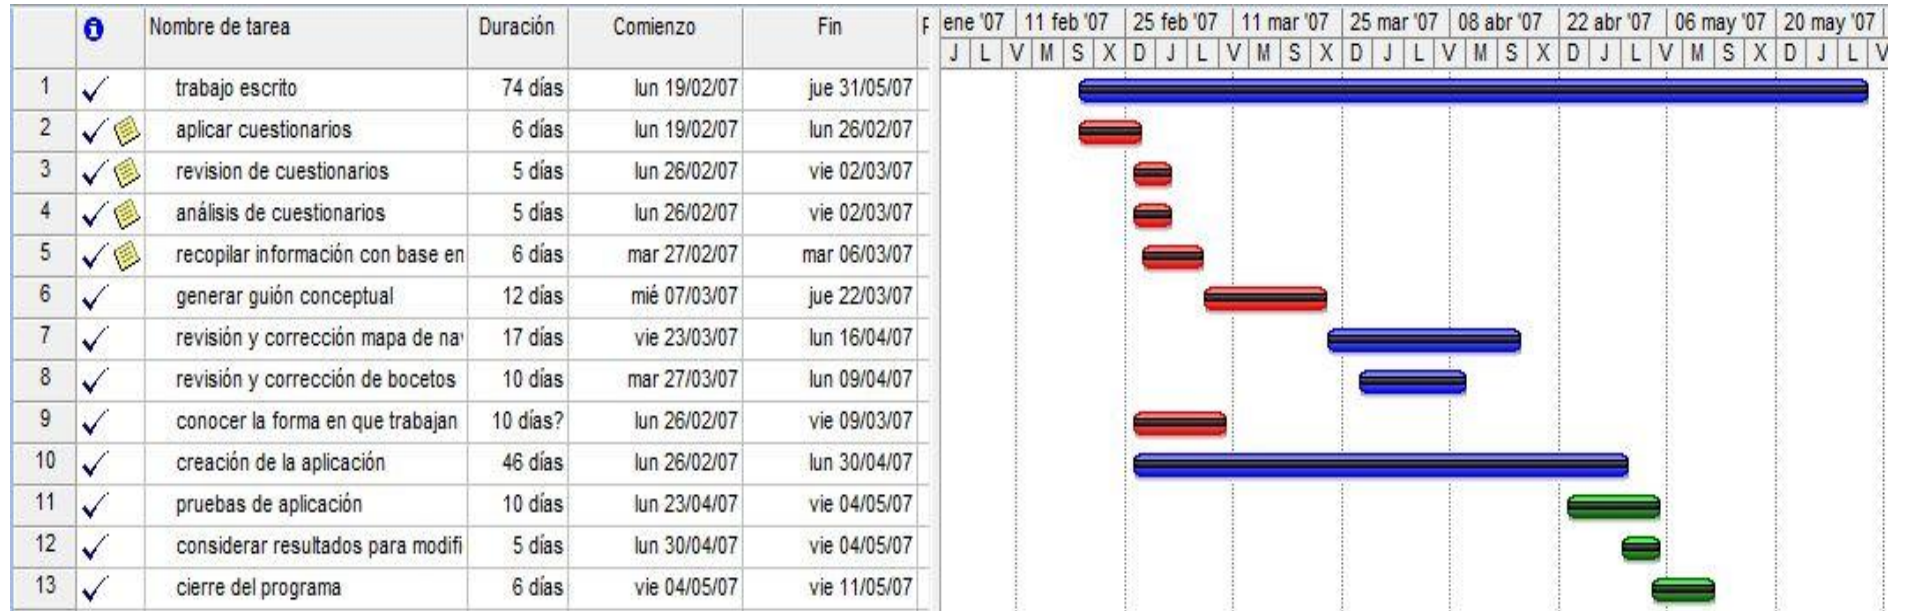 Nombre de tarea Duración Comienzo Fin ene '07 11 feb '07 25 feb '07 11 mar '07 25 mar '07 08 abr '07 22 abr '07 06 may '07 20 may '07
J L V M S X D J L V M S X D J L V M S X D J L V M S X D J L V
1 trabajo escrito 74 días lun 19/02/07 jue 31/05/07
2 aplicar cuestionarios 6 días lun 19/02/07 lun 26/02/07
3 revision de cuestionarios 5 días lun 26/02/07 vie 02/03/07
4 análisis de cuestionarios 5 días lun 26/02/07 vie 02/03/07
5 recopilar información con base en 6 días mar 27/02/07 mar 06/03/07
6 generar guión conceptual 12 días mié 07/03/07 jue 22/03/07
7 revisión y corrección mapa de na 17 días vie 23/03/07 lun 16/04/07
8 revisión y corrección de bocetos 10 días mar 27/03/07 lun 09/04/07
9 conocer la forma en que trabajan 10 días? lun 26/02/07 vie 09/03/07
10 creación de la aplicación 46 días lun 26/02/07 lun 30/04/07
11 pruebas de aplicación 10 días lun 23/04/07 vie 04/05/07
12 considerar resultados para modifi 5 días lun 30/04/07 vie 04/05/07
13 cierre del programa 6 días vie 04/05/07 vie 11/05/07